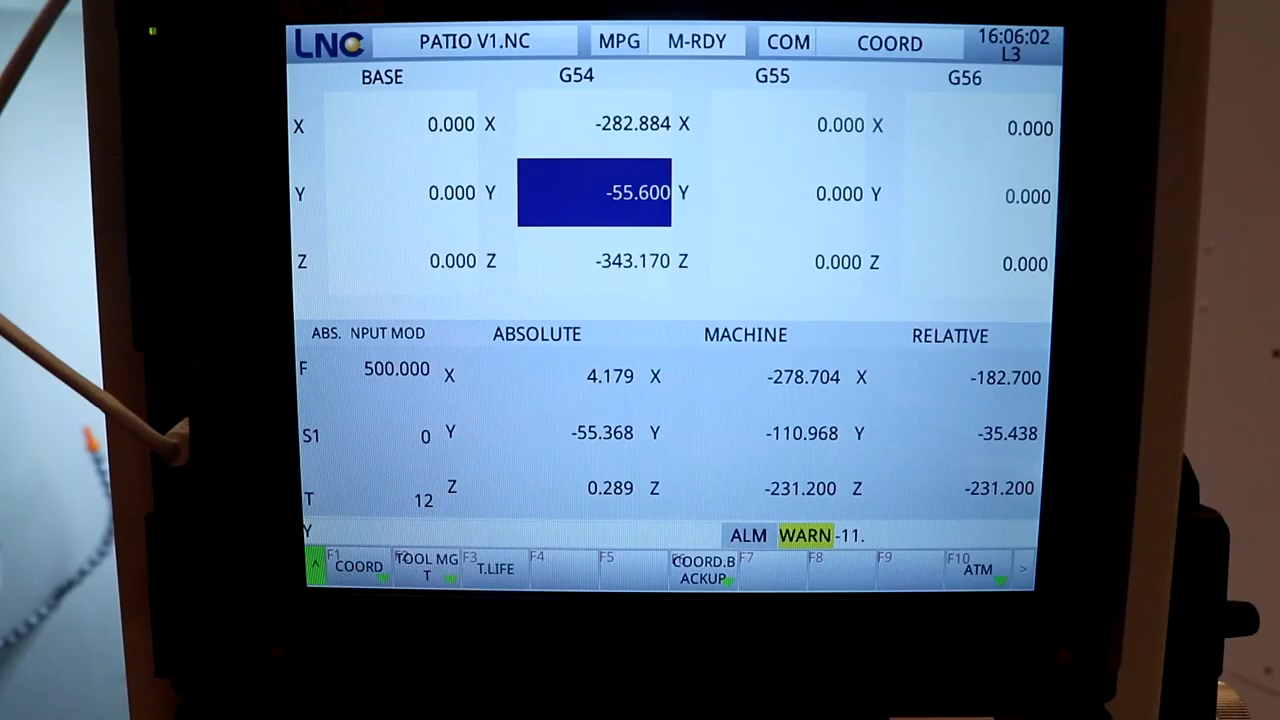 LNC PATIO V1.NC MPG M-RDY COM COORD 16:06:02
L3
BASE G54 G55 G56
X 0.000 X -282.884 X 0.000 X 0.000
Y 0.000 Y -55.600 Y 0.000 Y 0.000
Z 0.000 Z -343.170 Z 0.000 Z 0.000
ABS. NPUT MOD ABSOLUTE MACHINE RELATIVE
F 500.000 X 4.179 X -278.704 X -182.700
S1 0 Y -55.368 Y -110.968 Y -35.438
T 12 Z 0.289 Z -231.200 Z -231.200
Y ALM WARN -11.
^ F1 COORD TOOL MG F3 T.LIFE F4 F5 COORD.B F7 F8 F9 F10 ATM >
T ACKUP